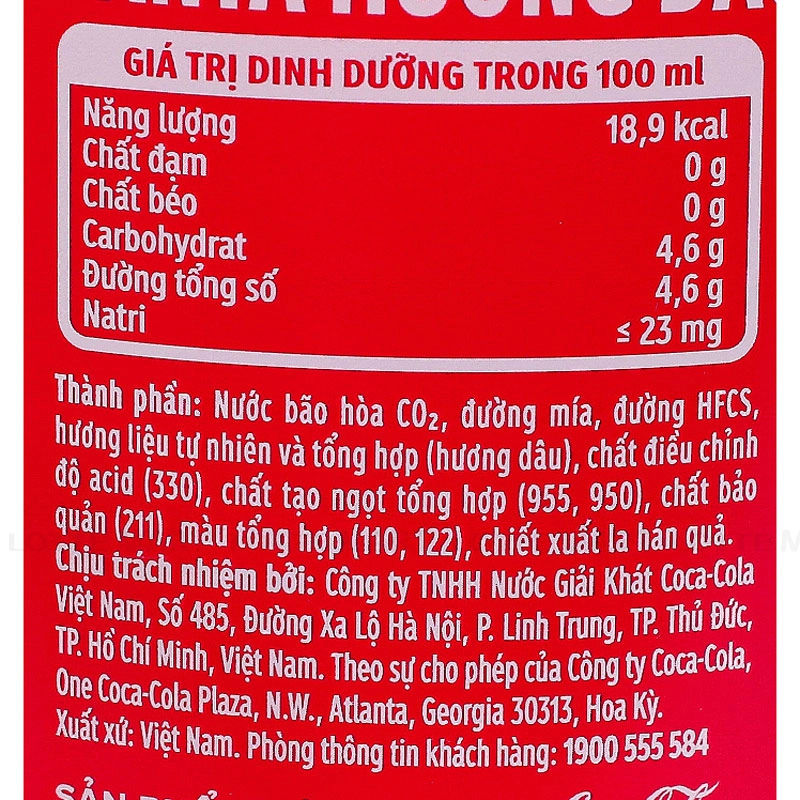 HƯƠNG
GIÁ TRỊ DINH DƯỠNG TRONG 100 ml
Năng lượng 18,9 kcal
Chất đạm 0 g
Chất béo 0 g
Carbohydrat 4,6 g
Đường tổng số 4,6 g
Natri ≤ 23 mg
Thành phần: Nước bão hòa CO₂, đường mía, đường HFCS,
hương liệu tự nhiên và tổng hợp (hương dâu), chất điều chỉnh
độ acid (330), chất tạo ngọt tổng hợp (955, 950), chất bảo
quản (211), màu tổng hợp (110, 122), chiết xuất la hán quả.
Chịu trách nhiệm bởi: Công ty TNHH Nước Giải Khát Coca-Cola
Việt Nam, Số 485, Đường Xa Lộ Hà Nội, P. Linh Trung, TP. Thủ Đức,
TP. Hồ Chí Minh, Việt Nam. Theo sự cho phép của Công ty Coca-Cola,
One Coca-Cola Plaza, N.W., Atlanta, Georgia 30313, Hoa Kỳ.
Xuất xứ: Việt Nam. Phòng thông tin khách hàng: 1900 555 584
SẢN